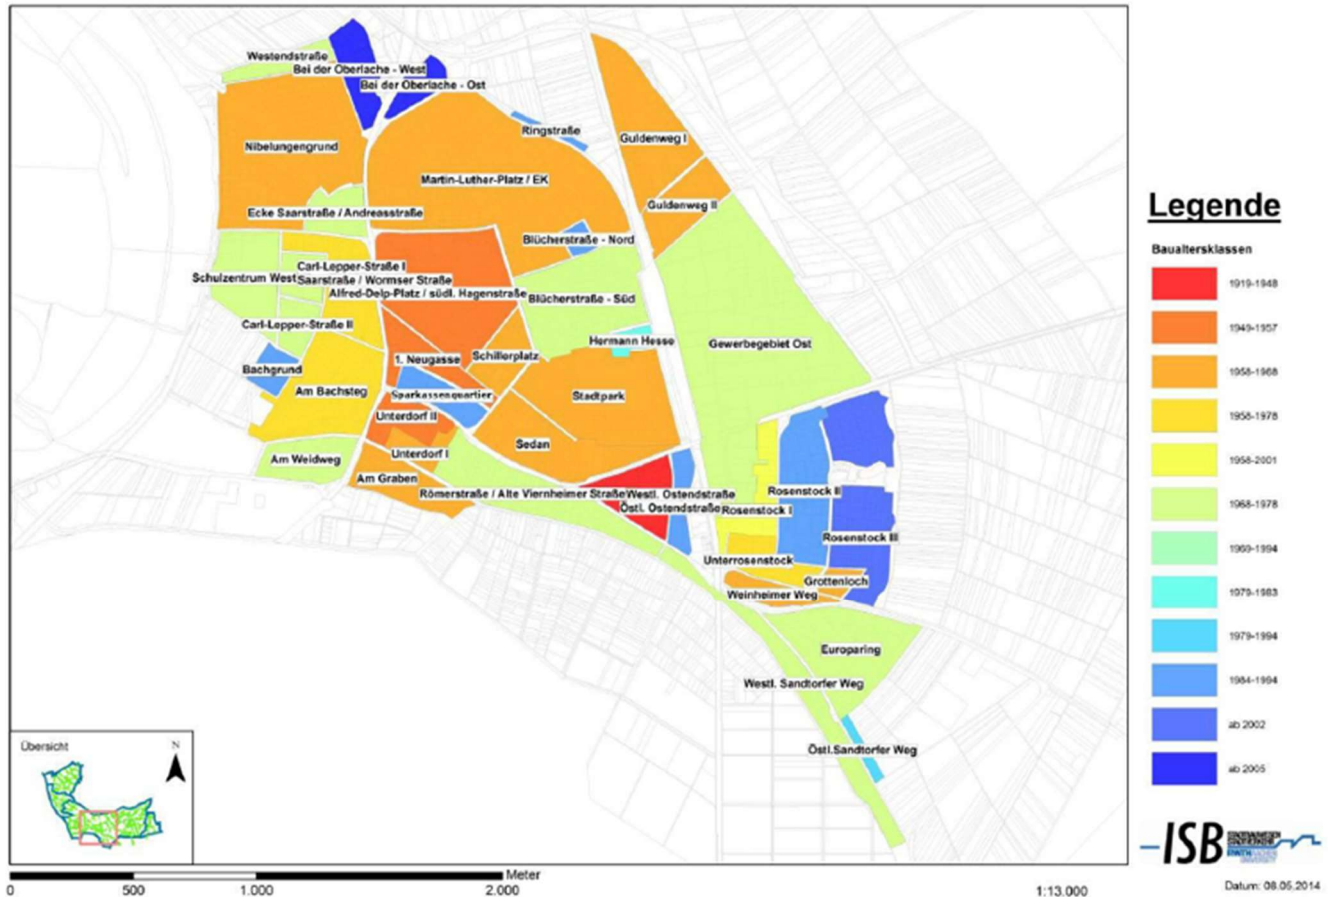 Westendstraße
Bei der Oberlache - West
Bei der Oberlache - Ost
Ringstraße
Guldenweg I
Nibelungengrund
Martin-Luther-Platz / EK
Guldenweg II
Ecke Saarstraße / Andreasstraße
Blücherstraße - Nord
Carl-Lepper-Straße I
Schulzentrum West
Saarstraße / Wormser Straße
Alfred-Delp-Platz / südl. Hagenstraße
Blücherstraße - Süd
Carl-Lepper-Straße II
Hermann Hesse
Gewerbegebiet Ost
1. Neugasse
Schillerplatz
Bachgrund
Am Bachsteg
Sparkassenquartier
Stadtpark
Unterdorf II
Sedan
Unterdorf I
Am Weidweg
Am Graben
Römerstraße / Alte Viernheimer Straße
Westl. Ostendstraße
Östl. Ostendstraße
Rosenstock I
Rosenstock II
Rosenstock III
Unterrosenstock
Grottenloch
Weinheimer Weg
Europaring
Westl. Sandtorfer Weg
Östl.Sandtorfer Weg
Übersicht
N
Meter
0
500
1.000
2.000
1:13.000
Legende
Baualtersklassen
1919-1948
1949-1957
1958-1968
1958-1978
1958-2001
1968-1978
1969-1994
1979-1983
1979-1994
1984-1994
ab 2002
ab 2005
ISB
Datum: 08.05.2014